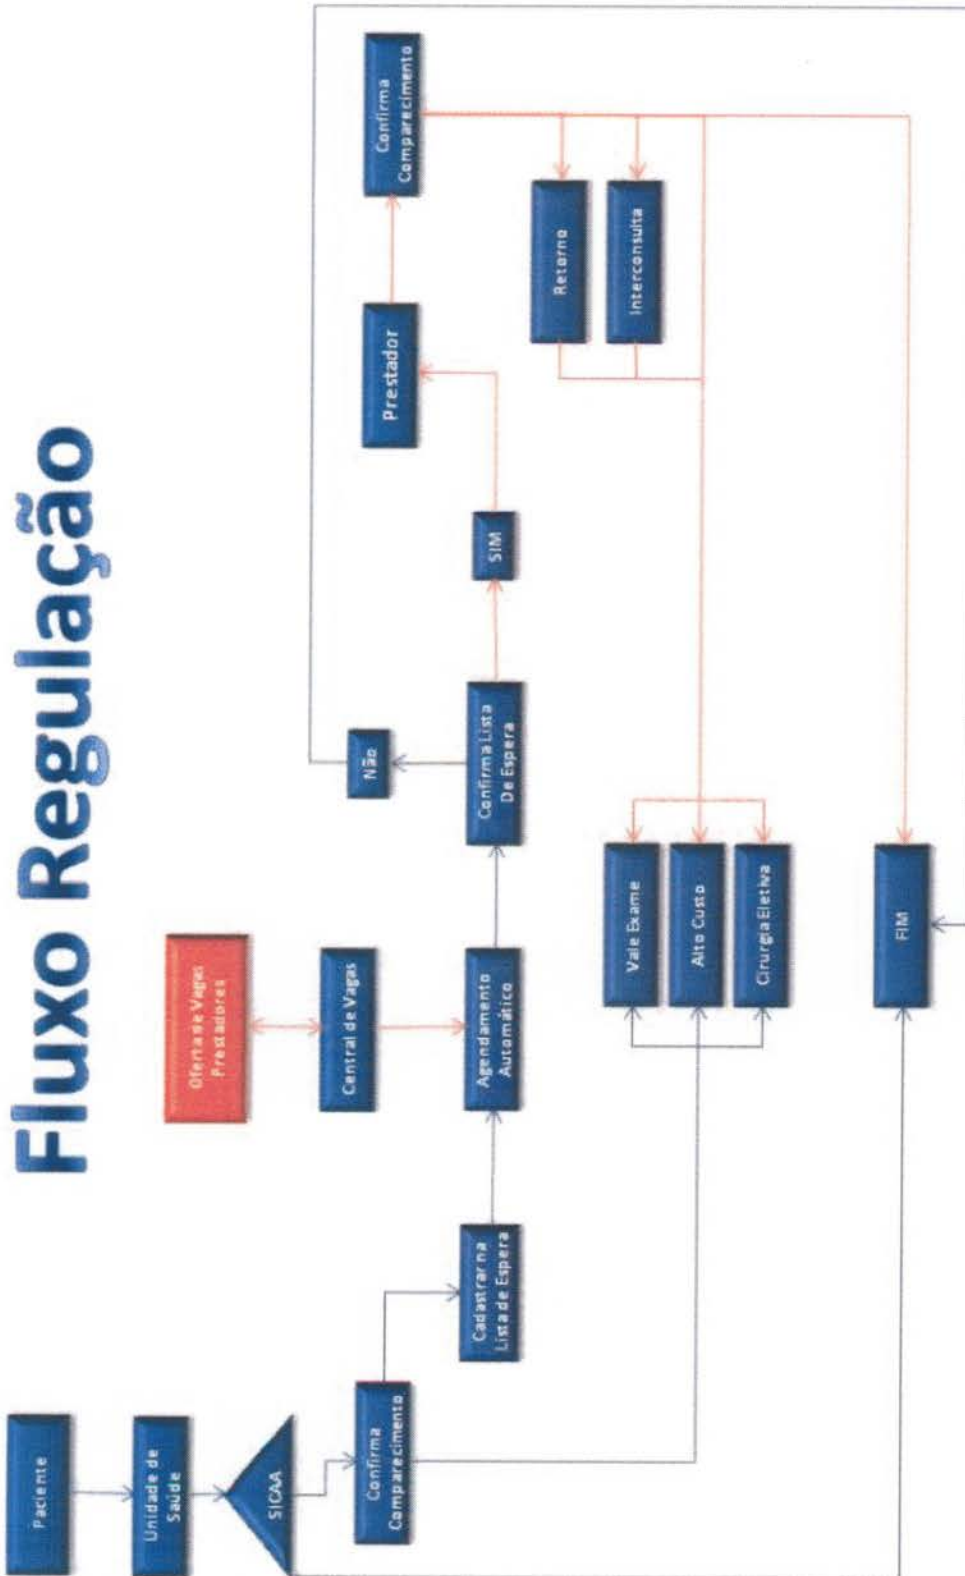 Fluxo Regulação
Paciente
Unidade de
Saúde
SICAA
Confirma
Comparecimento
Cadastrar na
Lista de Espera
Oferta de Vagas
Prestadores
Central de Vagas
Agendamento
Automático
Não
Confirma Lista
De Espera
SIM
Prestador
Confirma
Comparecimento
Retorno
Interconsulta
Vale Exame
Alto Custo
Cirurgia Eletiva
FIM